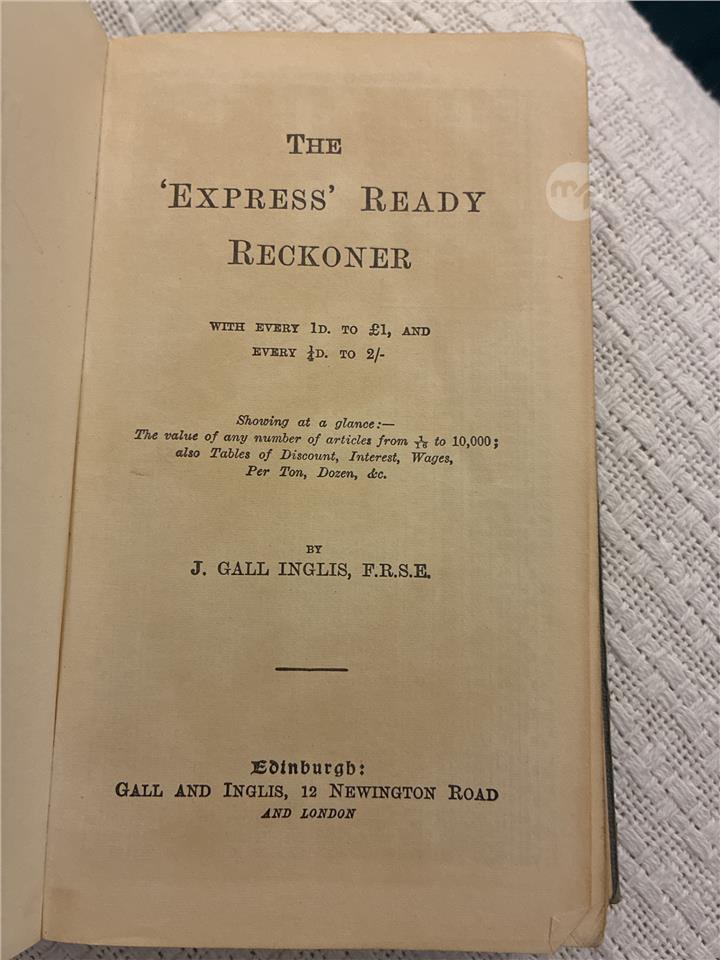 THE
‘EXPRESS’ READY
RECKONER
WITH EVERY 1D. TO £1, AND
EVERY ¼D. TO 2/-
Showing at a glance:—
The value of any number of articles from 1/16 to 10,000;
also Tables of Discount, Interest, Wages,
Per Ton, Dozen, &c.
BY
J. GALL INGLIS, F.R.S.E.
Edinburgh:
GALL AND INGLIS, 12 NEWINGTON ROAD
AND LONDON